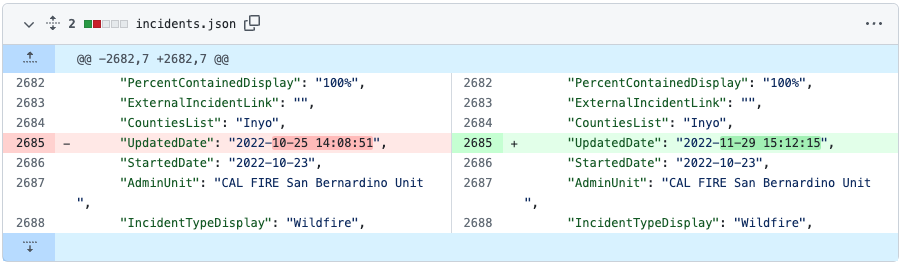 2 incidents.json
@@ -2682,7 +2682,7 @@
2682 "PercentContainedDisplay": "100%",
2683 "ExternalIncidentLink": "",
2684 "CountiesList": "Inyo",
2685 - "UpdatedDate": "2022-10-25 14:08:51",
2686 "StartedDate": "2022-10-23",
2687 "AdminUnit": "CAL FIRE San Bernardino Unit
",
2688 "IncidentTypeDisplay": "Wildfire",
2682 "PercentContainedDisplay": "100%",
2683 "ExternalIncidentLink": "",
2684 "CountiesList": "Inyo",
2685 + "UpdatedDate": "2022-11-29 15:12:15",
2686 "StartedDate": "2022-10-23",
2687 "AdminUnit": "CAL FIRE San Bernardino Unit
",
2688 "IncidentTypeDisplay": "Wildfire",